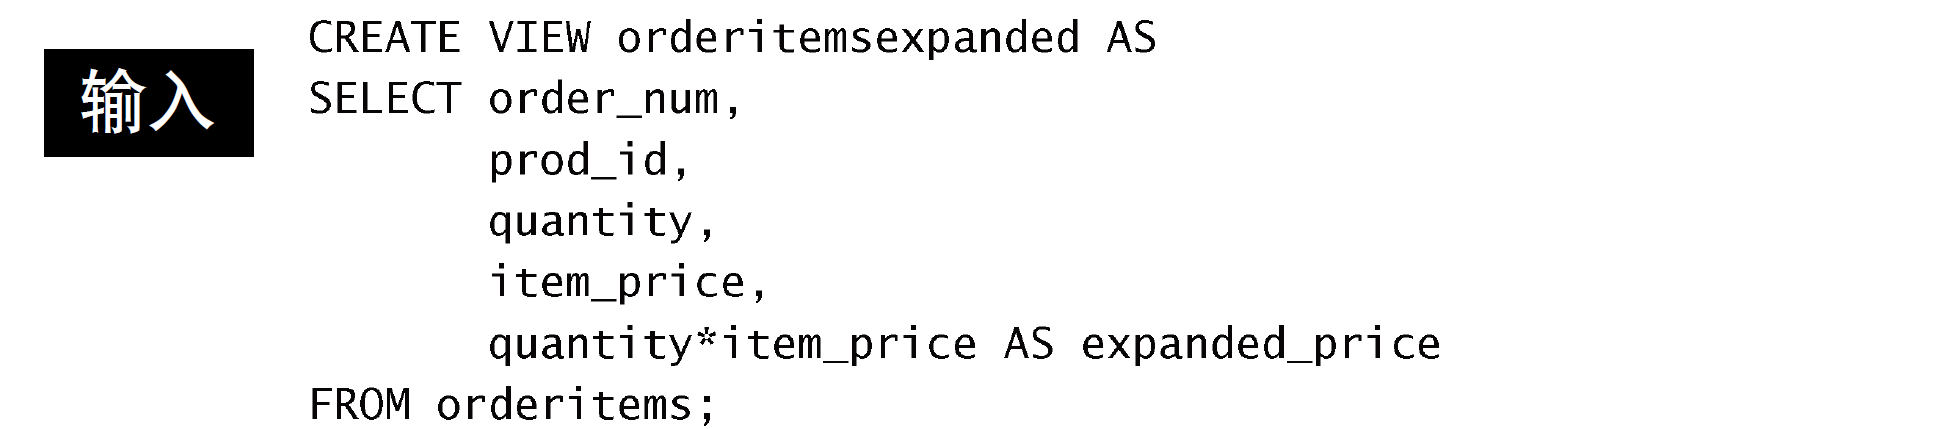 输入
CREATE VIEW orderitemsexpanded AS
SELECT order_num,
       prod_id,
       quantity,
       item_price,
       quantity*item_price AS expanded_price
FROM orderitems;